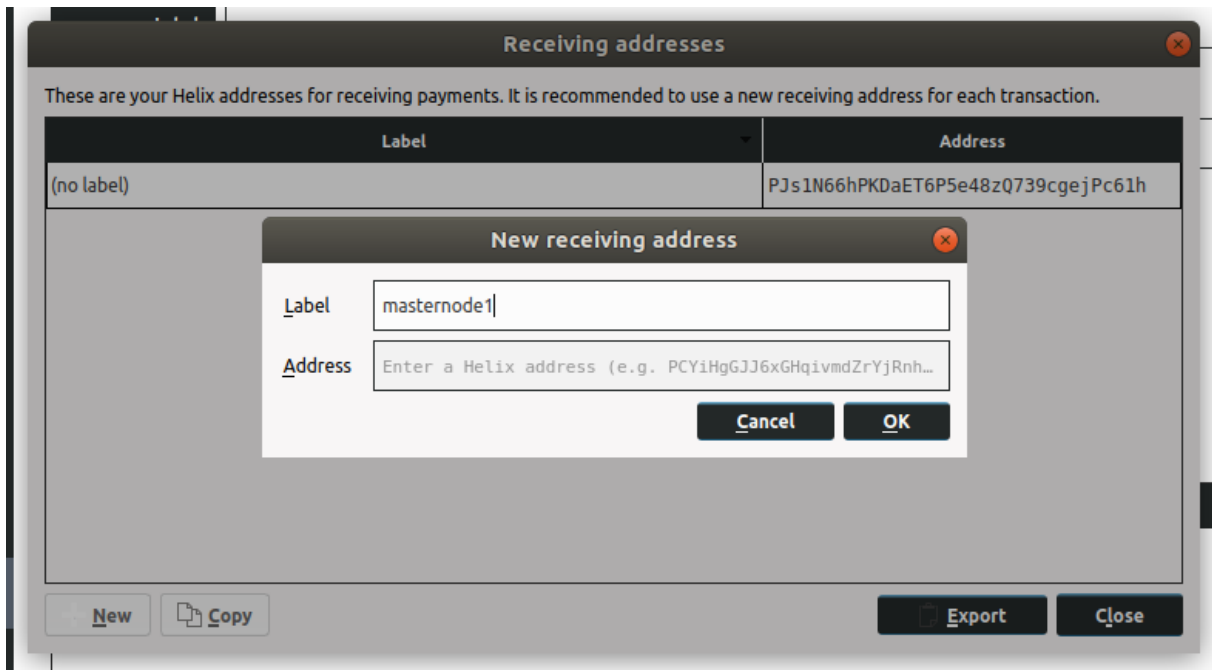 Receiving addresses
These are your Helix addresses for receiving payments. It is recommended to use a new receiving address for each transaction.
Label
Address
(no label)
PJs1N66hPKDaET6P5e48zQ739cgejPc61h
New receiving address
Label
masternode1
Address
Enter a Helix address (e.g. PCYiHgGJJ6xGHqivmdZrYjRnh…
Cancel
OK
New
Copy
Export
Close